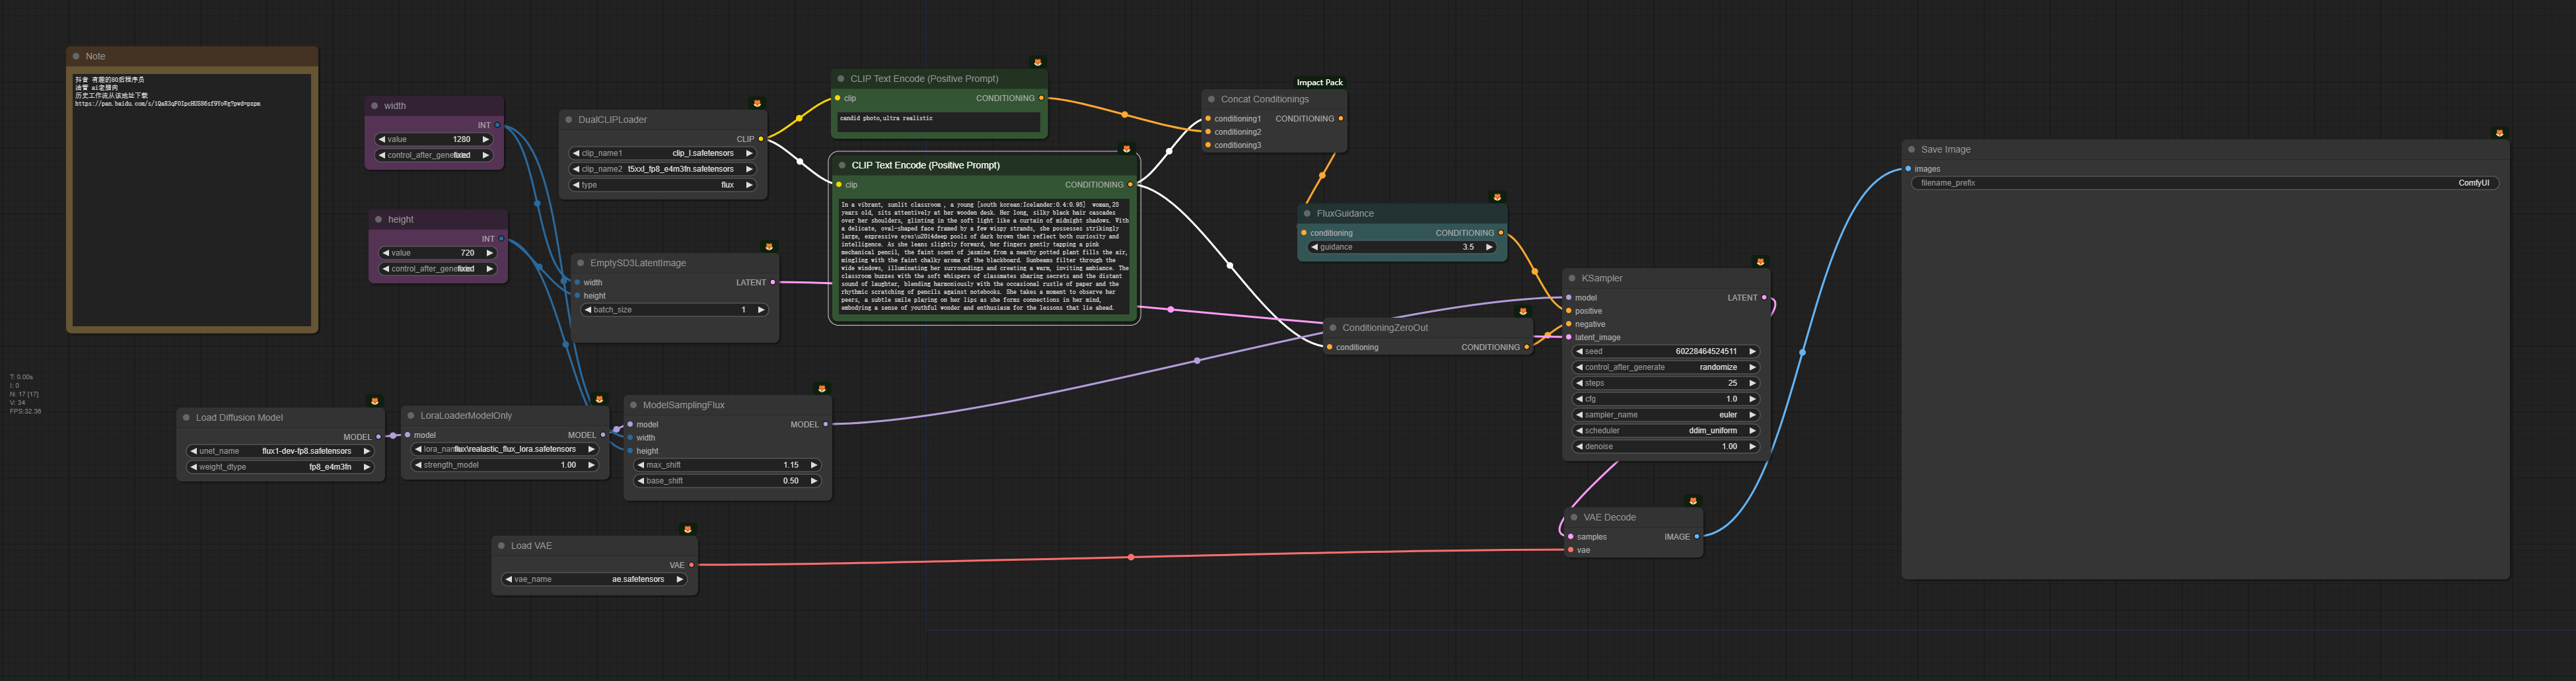 Note
抖音 有趣的80后程序员
油管 ai老腊肉
历史工作流从该地址下载
width
INT
value 1280
control_after_generate fixed
height
INT
value 720
control_after_generate fixed
T: 0.00s
I: 0
N: 17 [17]
V: 34
FPS:32.36
Load Diffusion Model
MODEL
unet_name flux1-dev-fp8.safetensors
weight_dtype fp8_e4m3fn
LoraLoaderModelOnly
model MODEL
flux\realastic_flux_lora.safetensors
strength_model 1.00
DualCLIPLoader
CLIP
clip_name1 clip_l.safetensors
clip_name2 t5xxl_fp8_e4m3fn.safetensors
type flux
EmptySD3LatentImage
width LATENT
height
batch_size 1
ModelSamplingFlux
model MODEL
width
height
max_shift 1.15
base_shift 0.50
Load VAE
VAE
vae_name ae.safetensors
CLIP Text Encode (Positive Prompt)
clip CONDITIONING
candid photo,ultra realistic
CLIP Text Encode (Positive Prompt)
clip CONDITIONING
In a vibrant, sunlit classroom , a young [south korean:Icelander:0.4:0.95] woman,25
years old, sits attentively at her wooden desk. Her long, silky black hair cascades
over her shoulders, glinting in the soft light like a curtain of midnight shadows. With
a delicate, oval-shaped face framed by a few wispy strands, she possesses strikingly
large, expressive eyes\u2014deep pools of dark brown that reflect both curiosity and
intelligence. As she leans slightly forward, her fingers gently tapping a pink
mechanical pencil, the faint scent of jasmine from a nearby potted plant fills the air,
mingling with the faint chalky aroma of the blackboard. Sunbeams filter through the
wide windows, illuminating her surroundings and creating a warm, inviting ambiance. The
classroom buzzes with the soft whispers of classmates sharing secrets and the distant
sound of laughter, blending harmoniously with the occasional rustle of paper and the
rhythmic scratching of pencils against notebooks. She takes a moment to observe her
peers, a subtle smile playing on her lips as she forms connections in her mind,
embodying a sense of youthful wonder and enthusiasm for the lessons that lie ahead.
Impact Pack
Concat Conditionings
conditioning1 CONDITIONING
conditioning2
conditioning3
FluxGuidance
conditioning CONDITIONING
guidance 3.5
ConditioningZeroOut
conditioning CONDITIONING
KSampler
model LATENT
positive
negative
latent_image
seed 60228464524511
control_after_generate randomize
steps 25
cfg 1.0
sampler_name euler
scheduler ddim_uniform
denoise 1.00
VAE Decode
samples IMAGE
vae
Save Image
images
filename_prefix ComfyUI